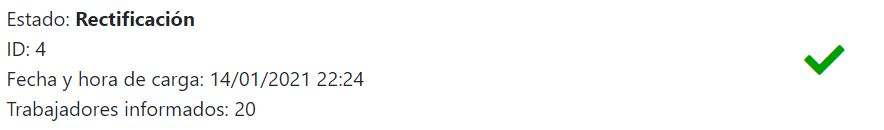 Estado: Rectificación
ID: 4
Fecha y hora de carga: 14/01/2021 22:24
Trabajadores informados: 20